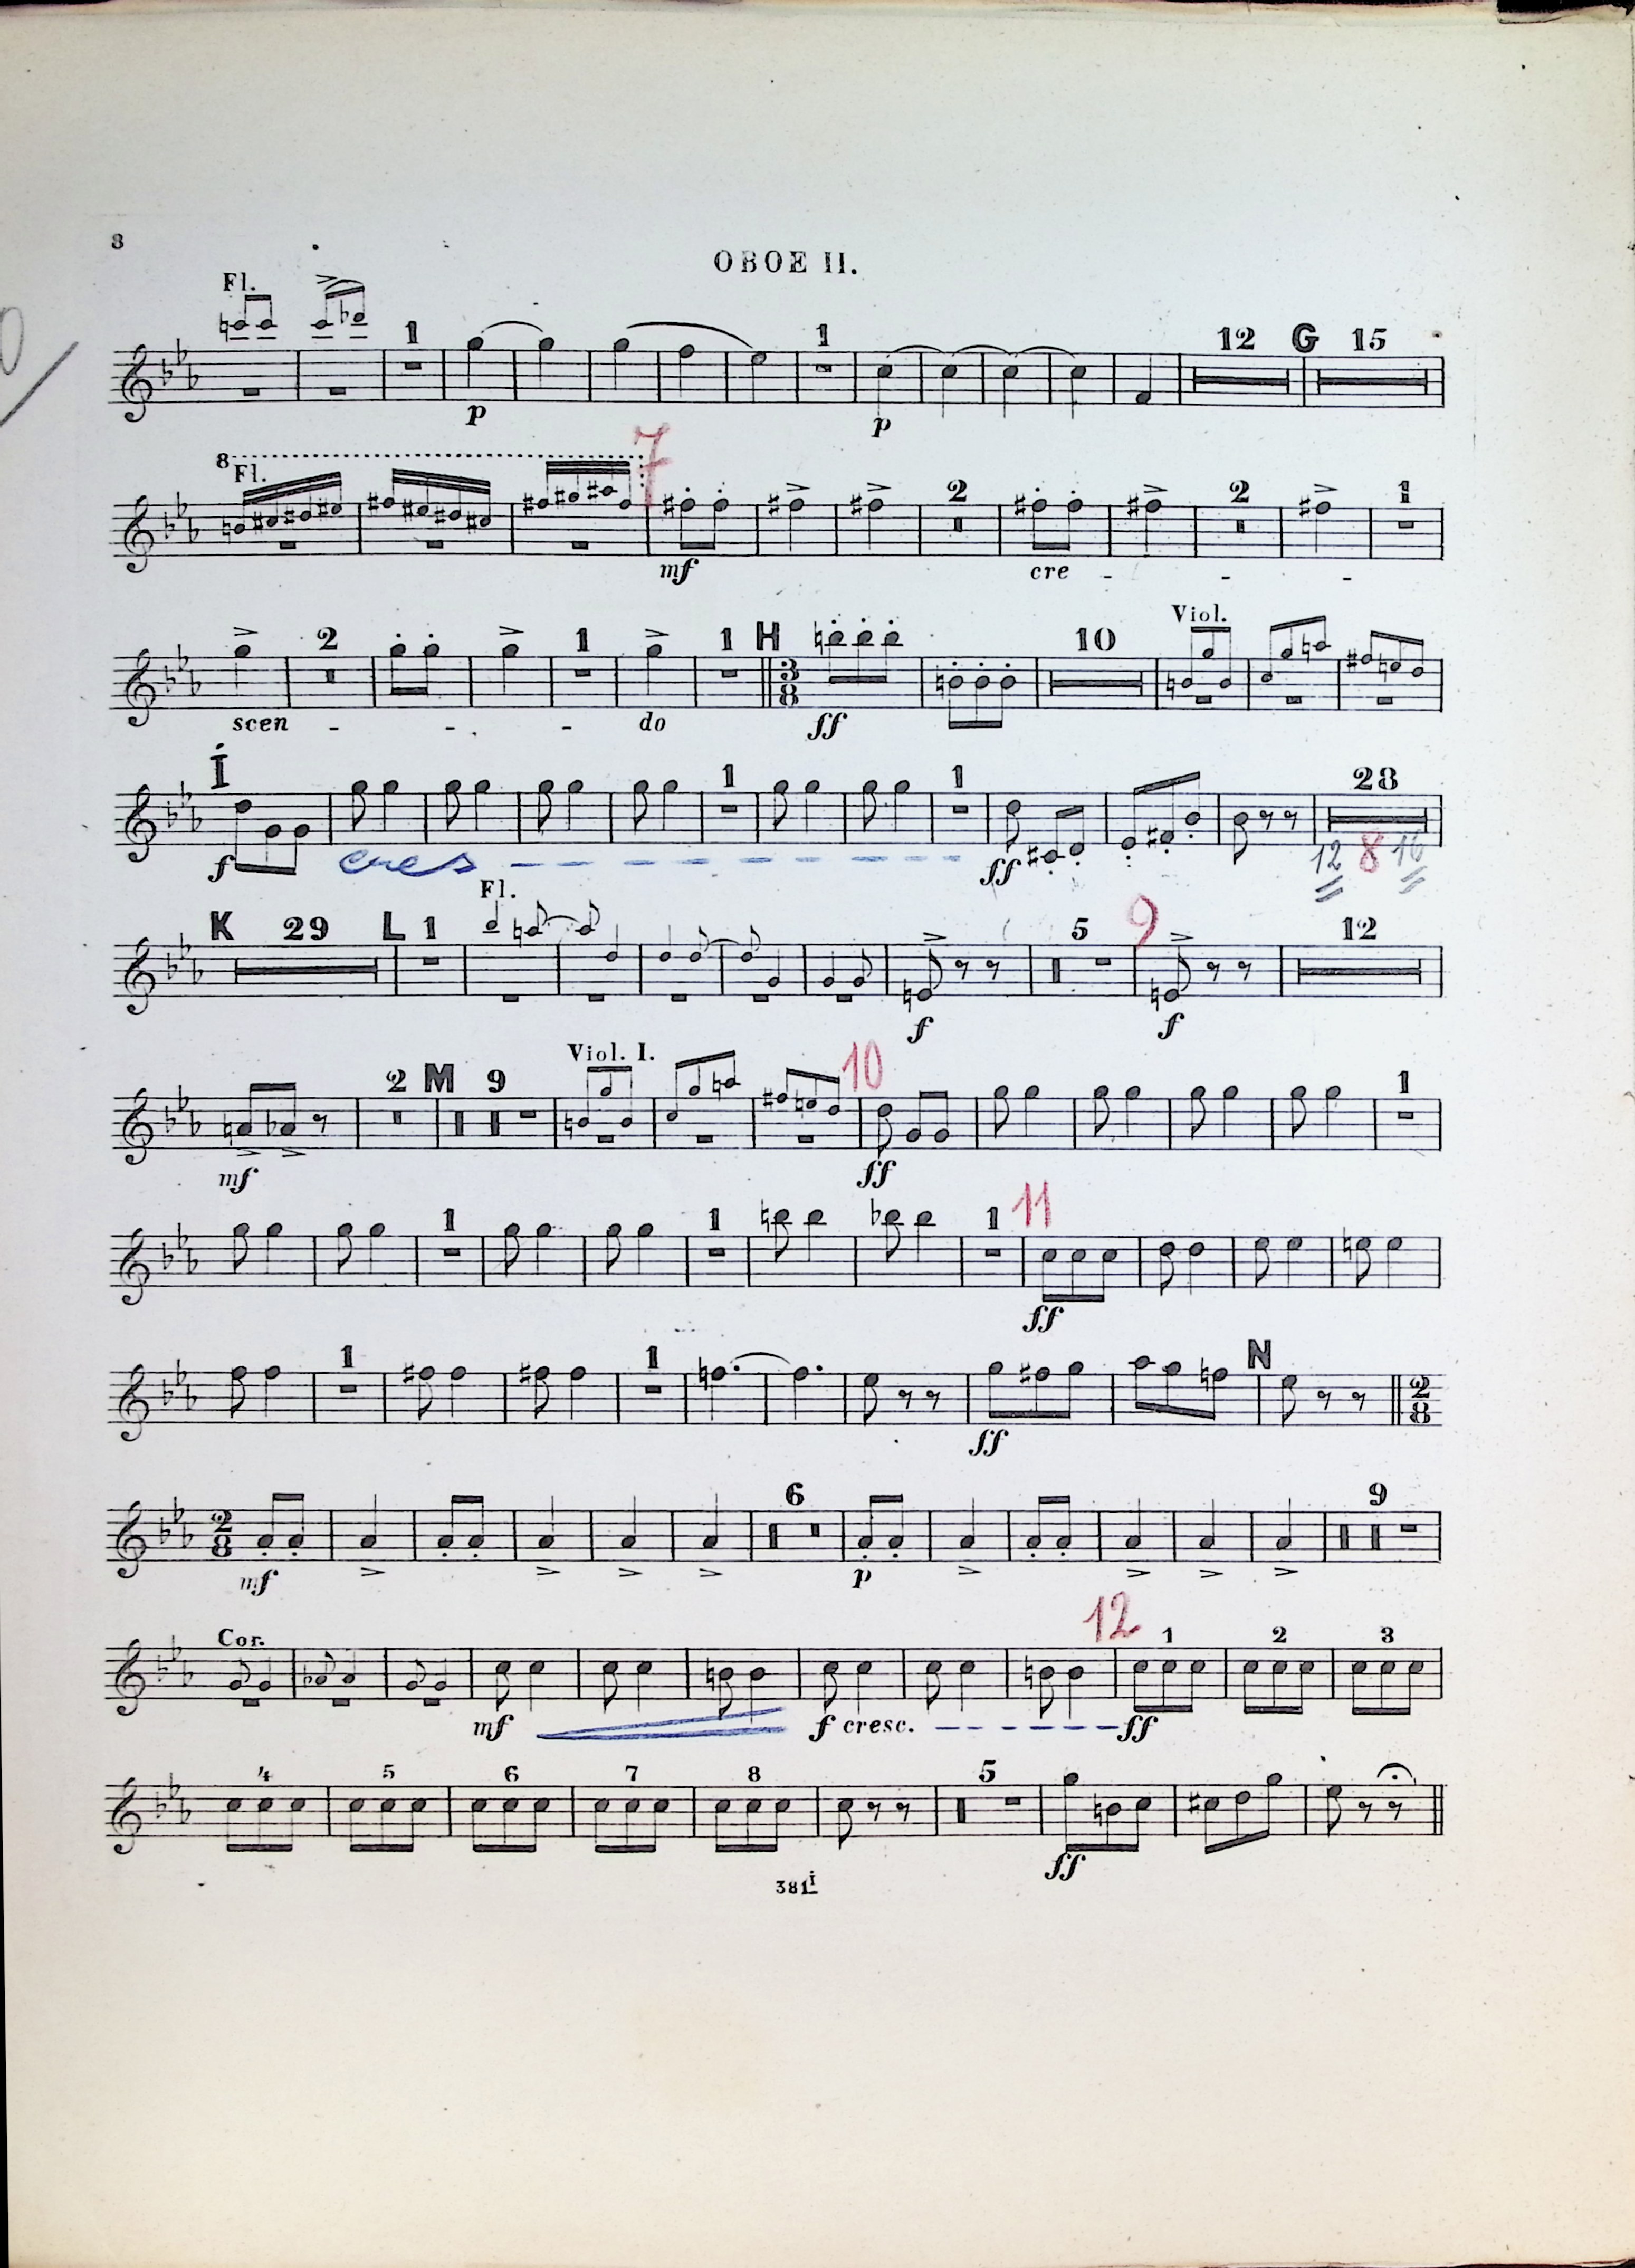 8
OBOE II.
Fl.
1 1 12 G 15
p p
8 7
Fl.
2 2 1
mf cre - - -
Viol.
2 1 1 H 10
3
8
scen - - - do ff
I 1 1 28
f cres ff 12 8 16
Fl.
K 29 L 1 5 9 12
f f
Viol. I. 10
2 M 9 1
mf ff
1 1 1 11
ff
1 1 N
2
8
ff
6 9
2
8
mf p
12
Cor. 1 2 3
mf f cresc. ff
4 5 6 7 8 5
ff
381 i